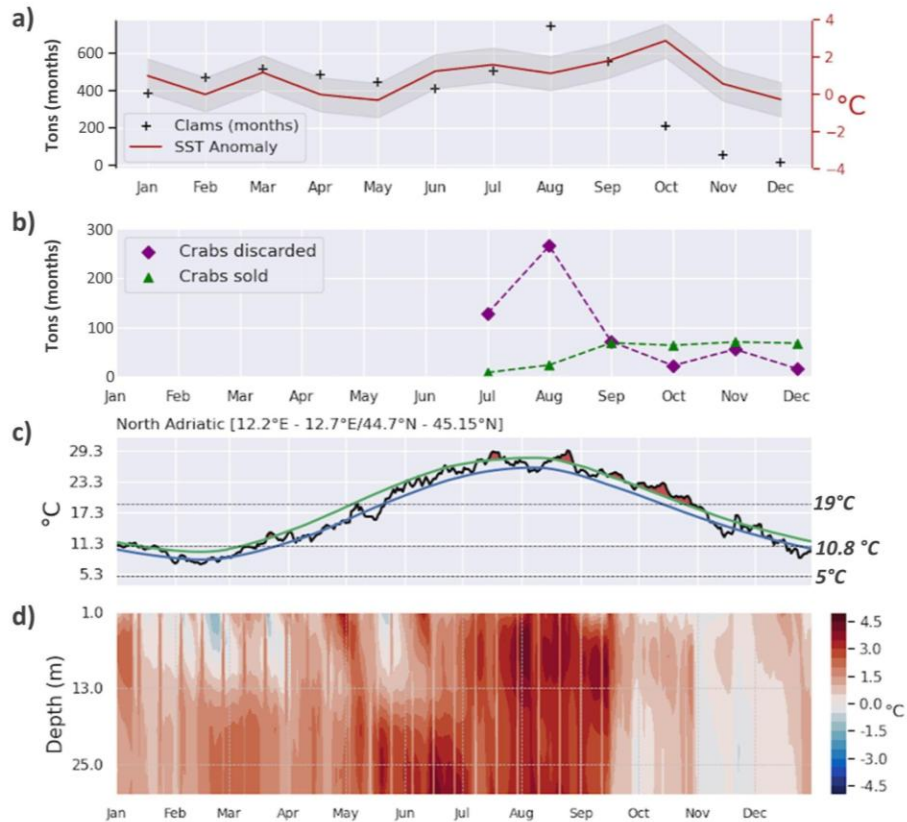 a)
Tons (months)
600
400
200
0
4
2
0
−2
−4
°C
+ Clams (months)
SST Anomaly
Jan Feb Mar Apr May Jun Jul Aug Sep Oct Nov Dec
b)
Tons (months)
300
200
100
0
Crabs discarded
Crabs sold
Jan Feb Mar Apr May Jun Jul Aug Sep Oct Nov Dec
c)
North Adriatic [12.2°E - 12.7°E/44.7°N - 45.15°N]
°C
29.3
23.3
17.3
11.3
5.3
19°C
10.8 °C
5°C
d)
Depth (m)
1.0
13.0
25.0
4.5
3.0
1.5
0.0
-1.5
-3.0
-4.5
°C
Jan Feb Mar Apr May Jun Jul Aug Sep Oct Nov Dec